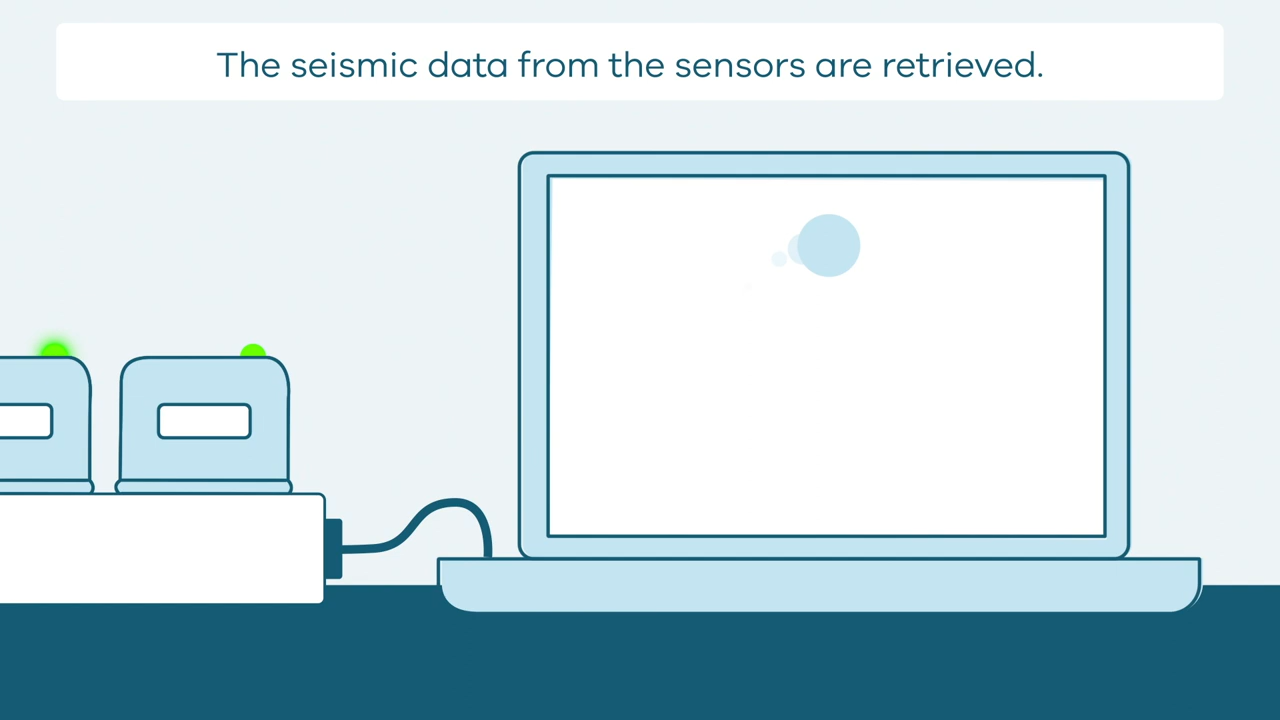 The seismic data from the sensors are retrieved.